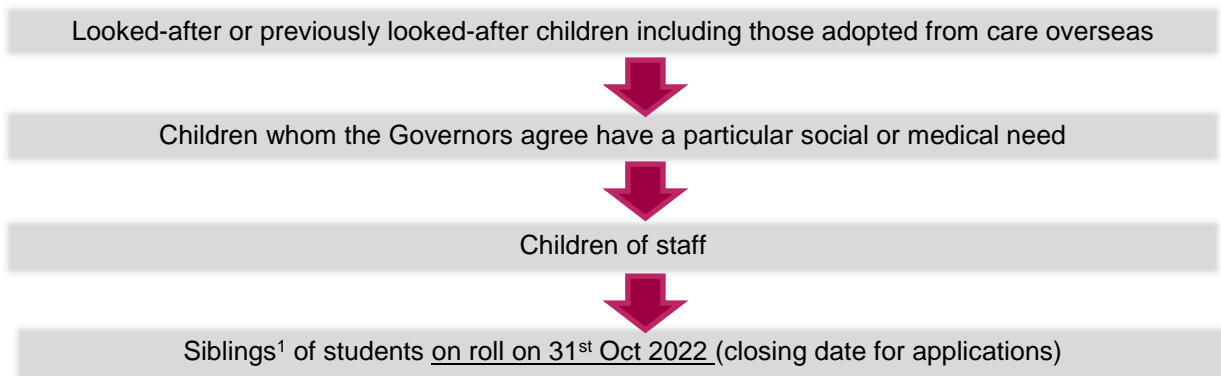 Looked-after or previously looked-after children including those adopted from care overseas
Children whom the Governors agree have a particular social or medical need
Children of staff
Siblings¹ of students on roll on 31st Oct 2022 (closing date for applications)